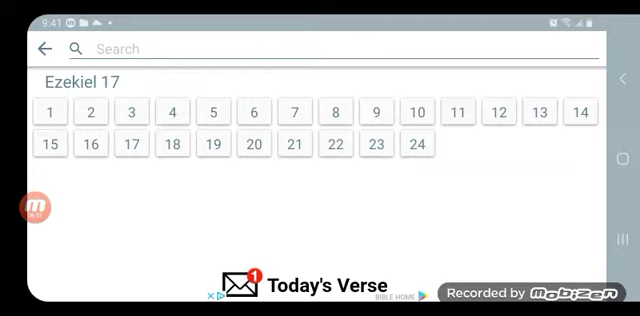 9:41
Search
Ezekiel 17
1 2 3 4 5 6 7 8 9 10 11 12 13 14
15 16 17 18 19 20 21 22 23 24
1
Today's Verse
BIBLE HOME
Recorded by MOBIZEN